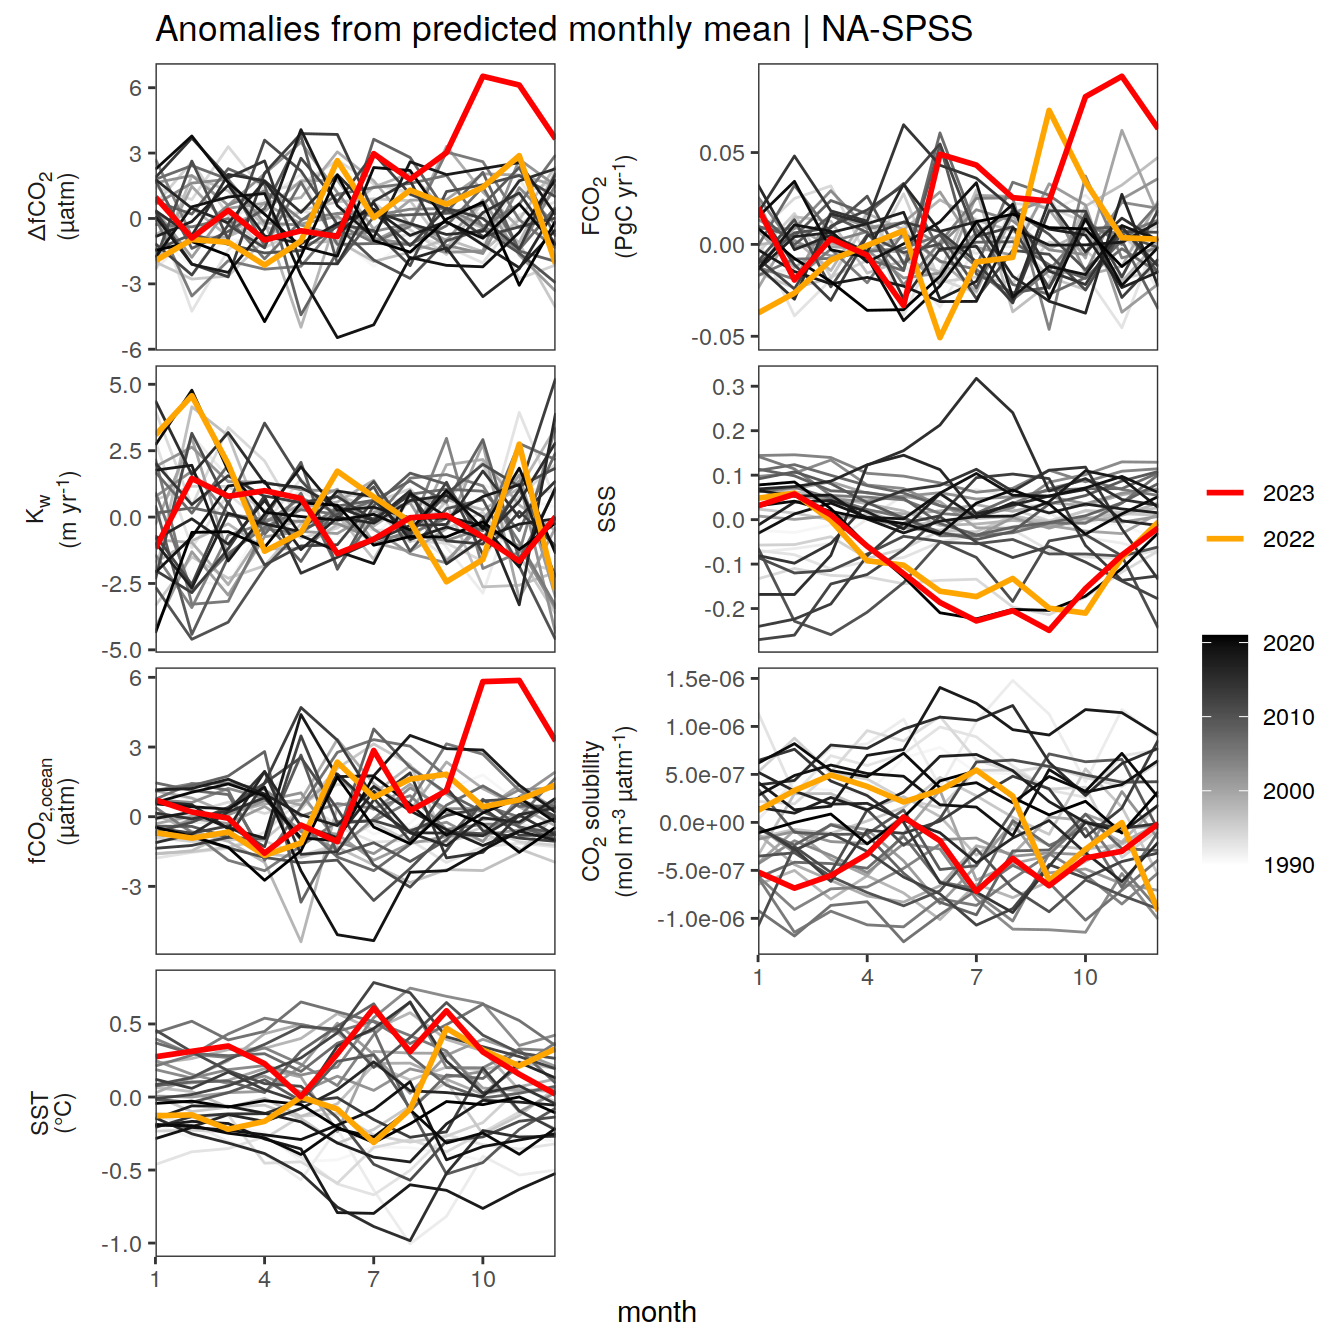 Anomalies from predicted monthly mean | NA-SPSS
ΔfCO2
(µatm)
6
3
0
-3
-6
FCO2
(PgC yr-1)
0.05
0.00
-0.05
Kw
(m yr-1)
5.0
2.5
0.0
-2.5
-5.0
SSS
0.3
0.2
0.1
0.0
-0.1
-0.2
fCO2,ocean
(µatm)
6
3
0
-3
CO2 solubility
(mol m-3 µatm-1)
1.5e-06
1.0e-06
5.0e-07
0.0e+00
-5.0e-07
-1.0e-06
1 4 7 10
SST
(°C)
0.5
0.0
-0.5
-1.0
1 4 7 10
month
2023
2022
2020
2010
2000
1990